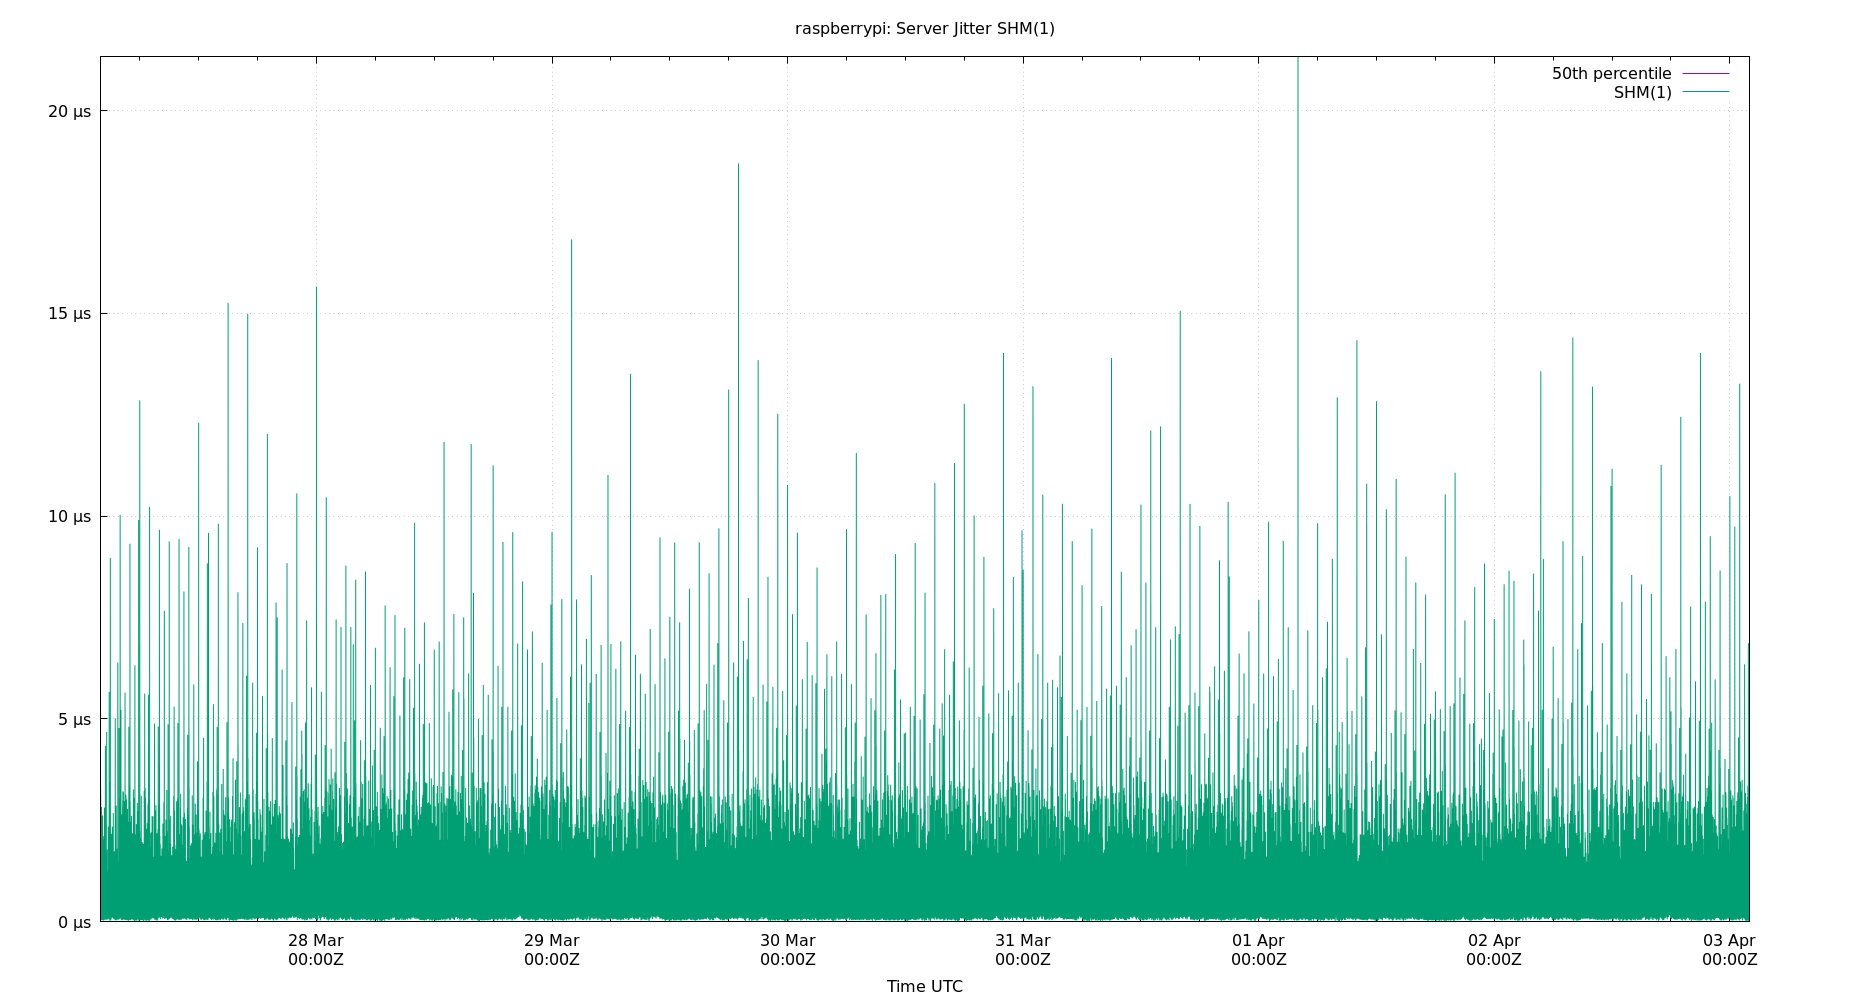 raspberrypi: Server Jitter SHM(1)
50th percentile
SHM(1)
20 µs
15 µs
10 µs
5 µs
0 µs
28 Mar 29 Mar 30 Mar 31 Mar 01 Apr 02 Apr 03 Apr
00:00Z 00:00Z 00:00Z 00:00Z 00:00Z 00:00Z 00:00Z
Time UTC